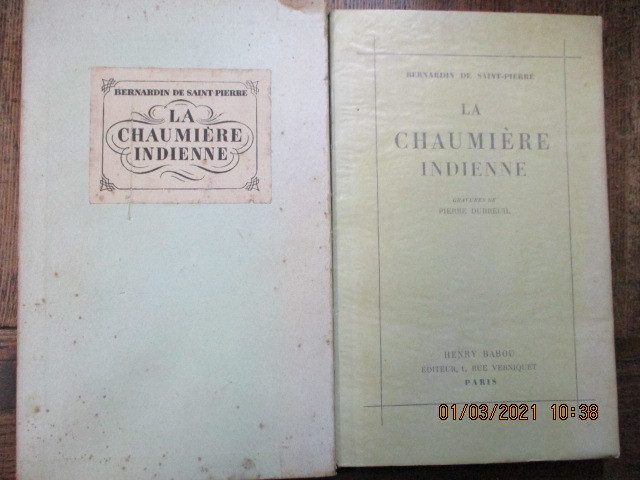 BERNARDIN DE SAINT-PIERRE
LA
CHAUMIÈRE
INDIENNE
BERNARDIN DE SAINT-PIERRE
LA
CHAUMIÈRE
INDIENNE
GRAVURES DE
PIERRE DUBREUIL
HENRY BABOU
ÉDITEUR, 1, RUE VERNIQUET
PARIS
01/03/2021 10:38